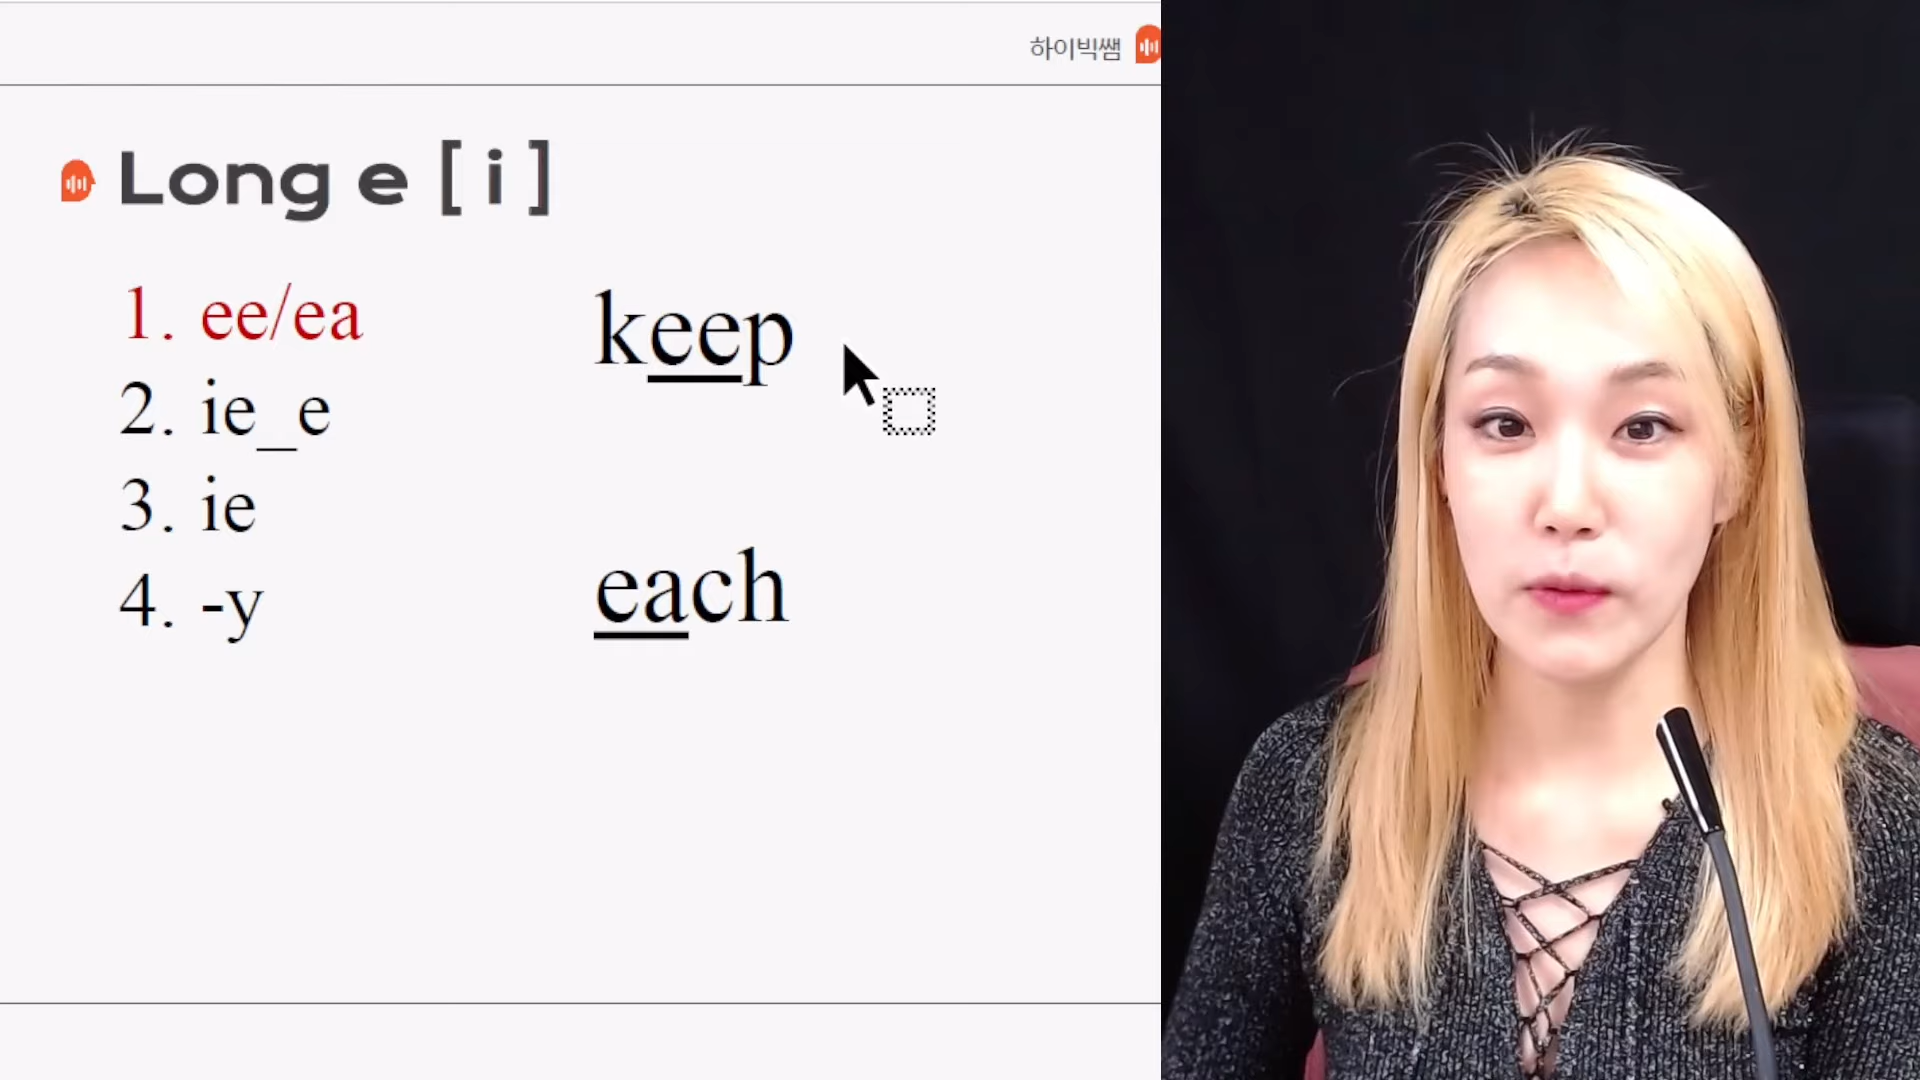 하이빅쌤
Long e [ i ]
1. ee/ea
2. ie_e
3. ie
4. -y
keep
each